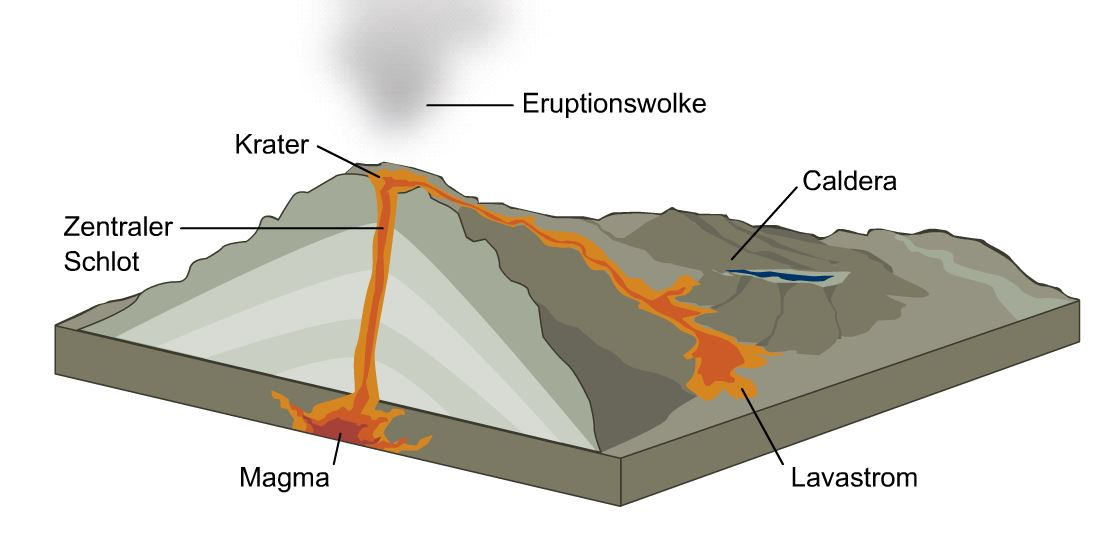 Eruptionswolke
Krater
Caldera
Zentraler
Schlot
Magma
Lavastrom